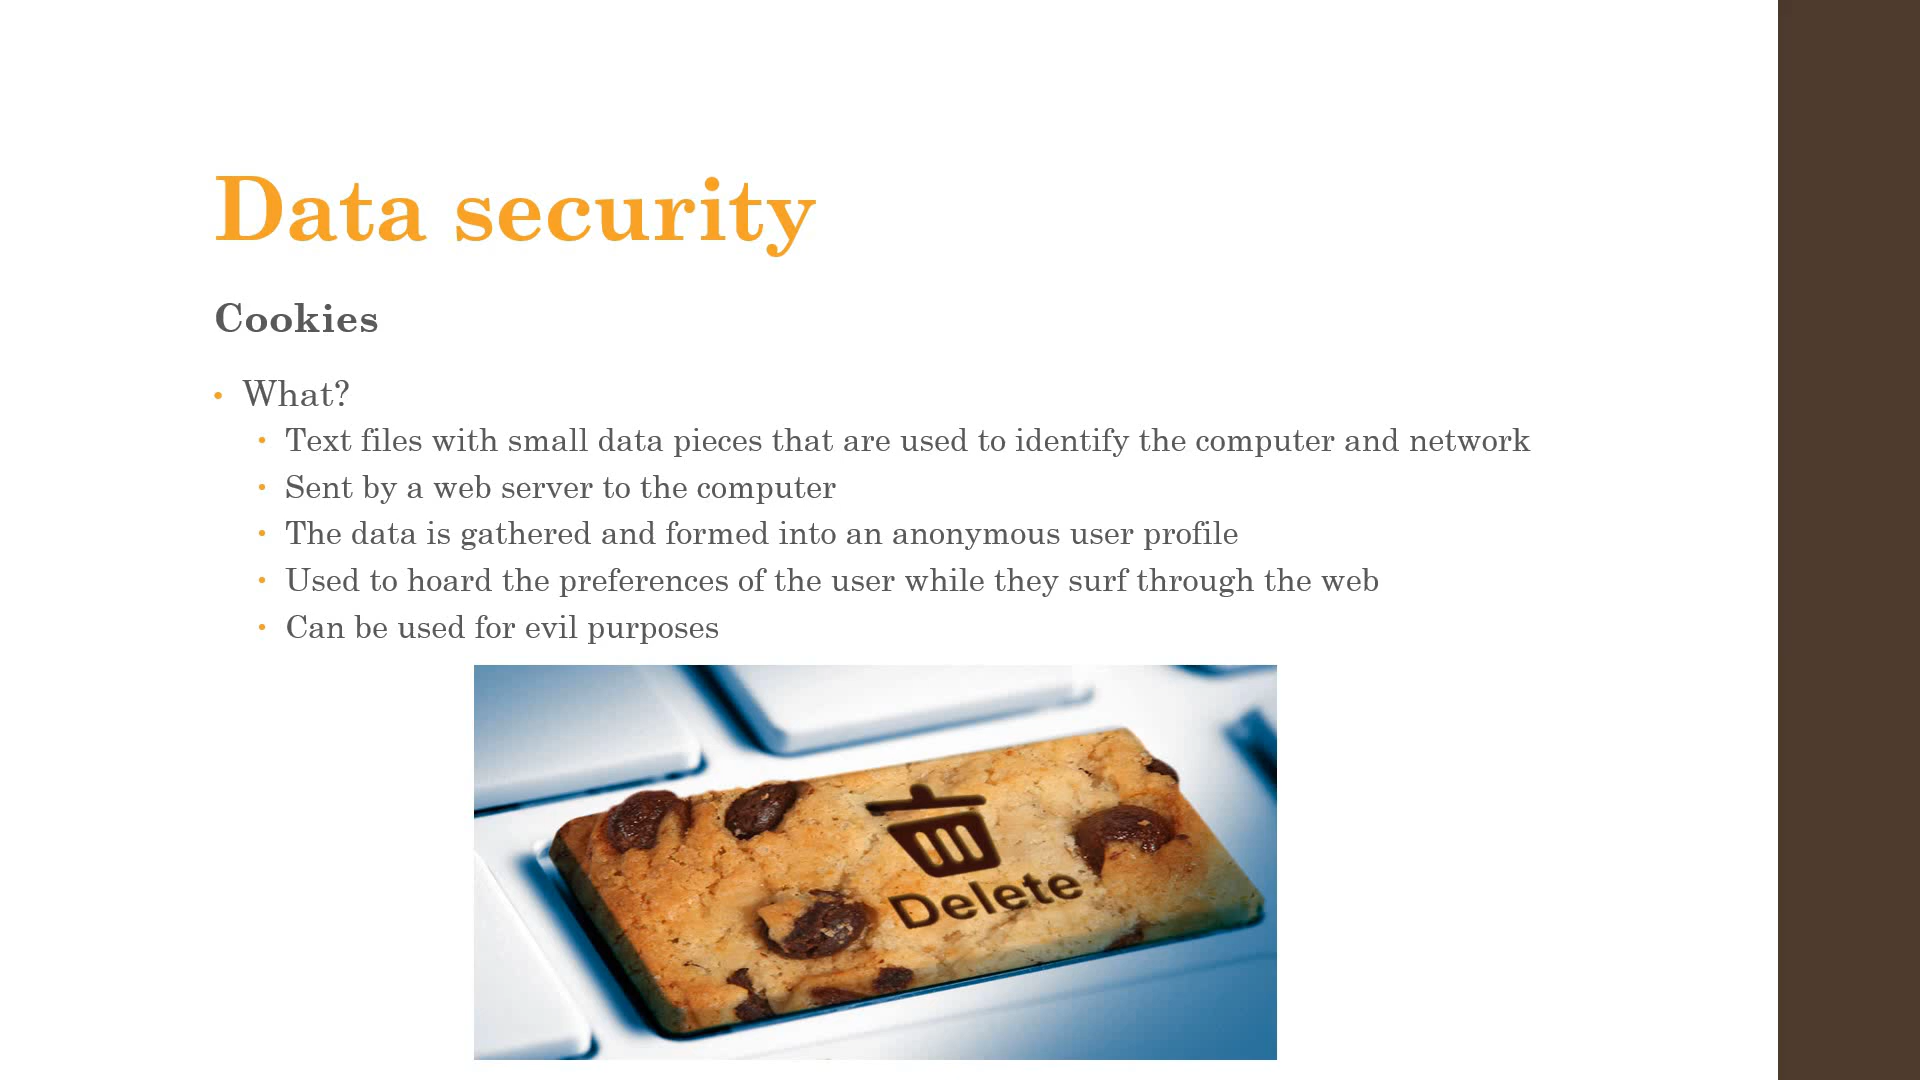 Data security
Cookies
• What?
• Text files with small data pieces that are used to identify the computer and network
• Sent by a web server to the computer
• The data is gathered and formed into an anonymous user profile
• Used to hoard the preferences of the user while they surf through the web
• Can be used for evil purposes
Delete